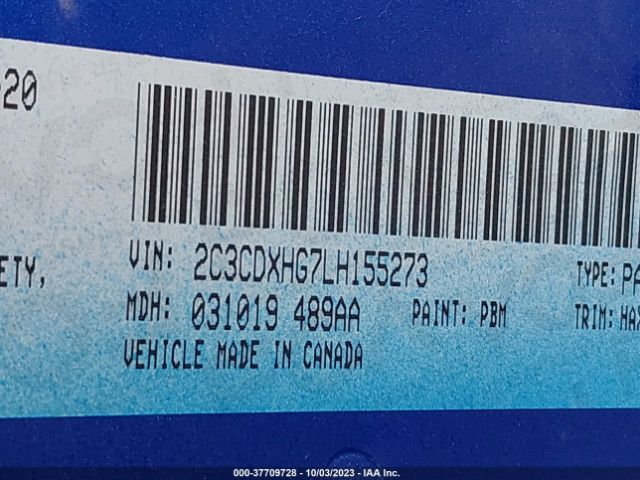 20
VIN: 2C3CDXHG7LH155273
ETY, TYPE: PA
MDH: 031019 489AA PAINT: PBM TRIM: HAX
VEHICLE MADE IN CANADA
000-37709728 - 10/03/2023 - IAA Inc.